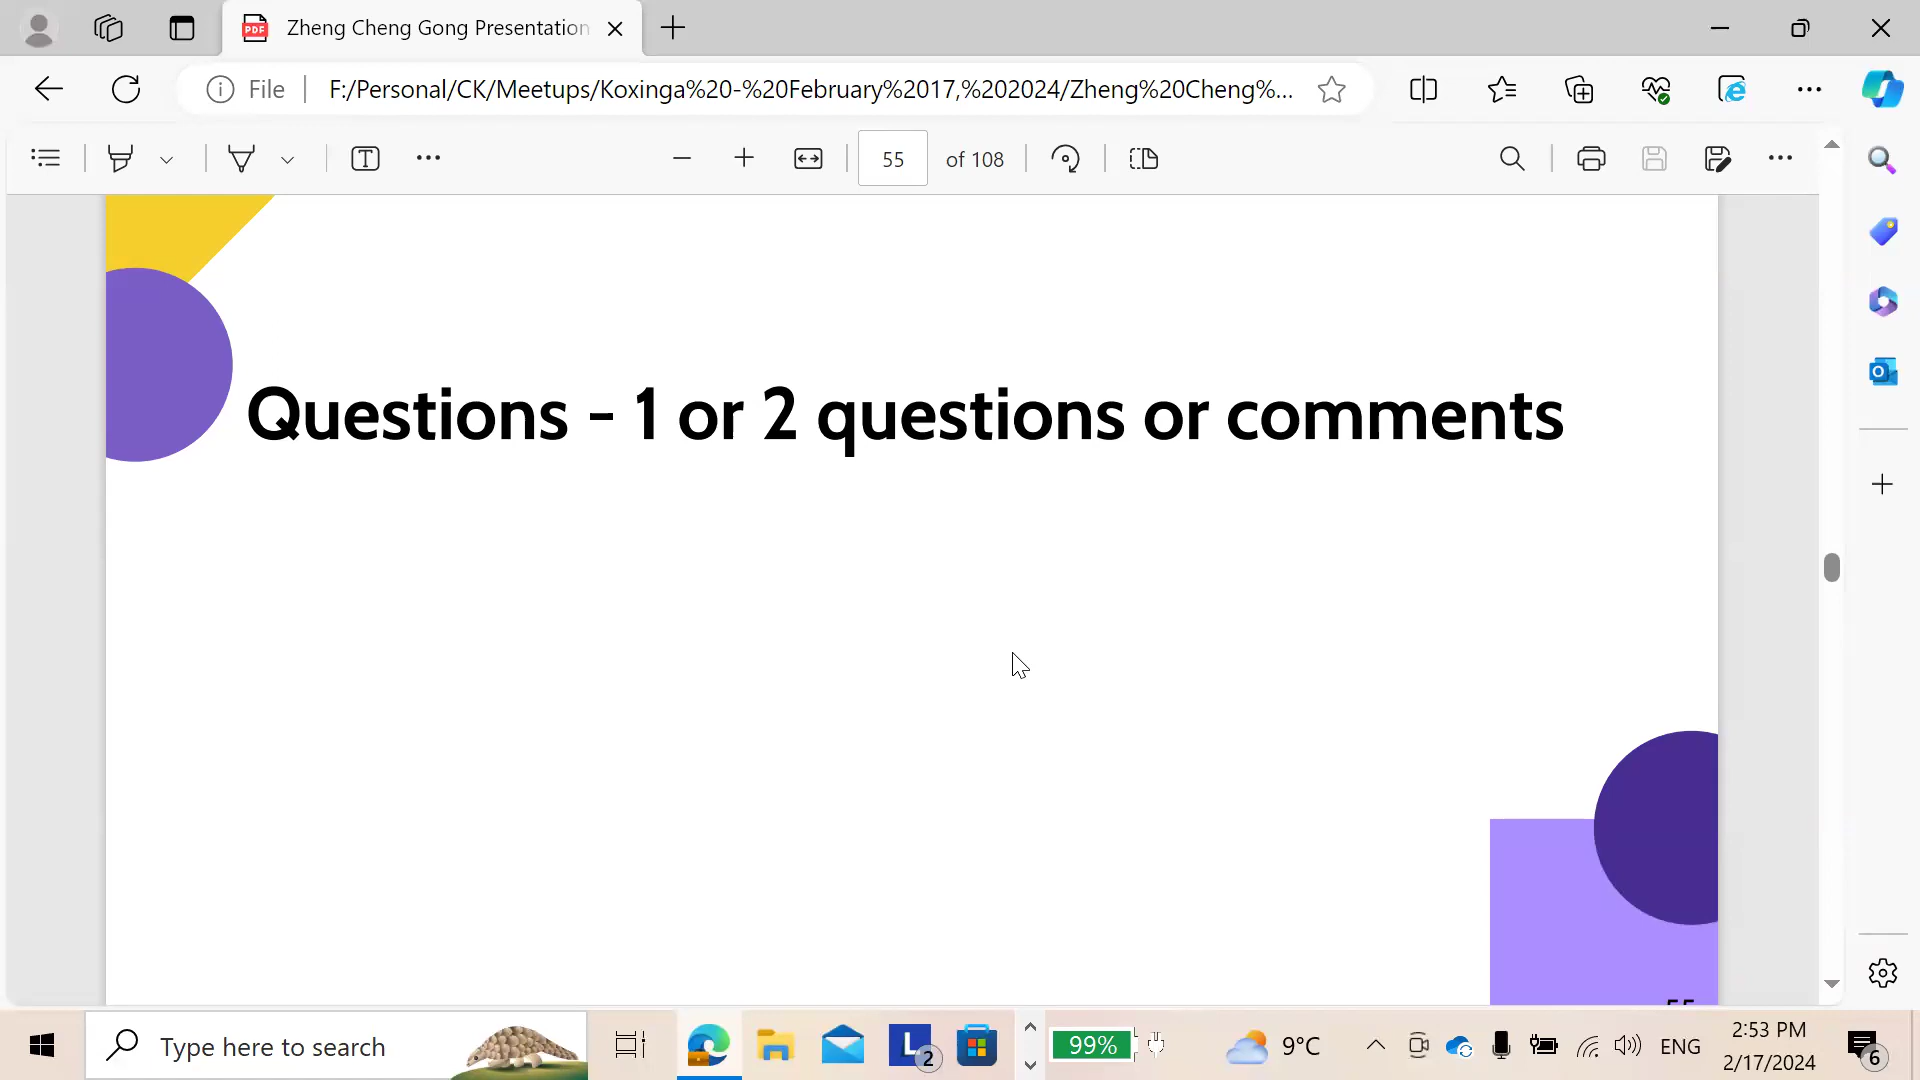 Zheng Cheng Gong Presentation
File
F:/Personal/CK/Meetups/Koxinga%20-%20February%2017,%202024/Zheng%20Cheng%...
55
of 108
Questions - 1 or 2 questions or comments
Type here to search
2
99%
9°C
ENG
2:53 PM
2/17/2024
6